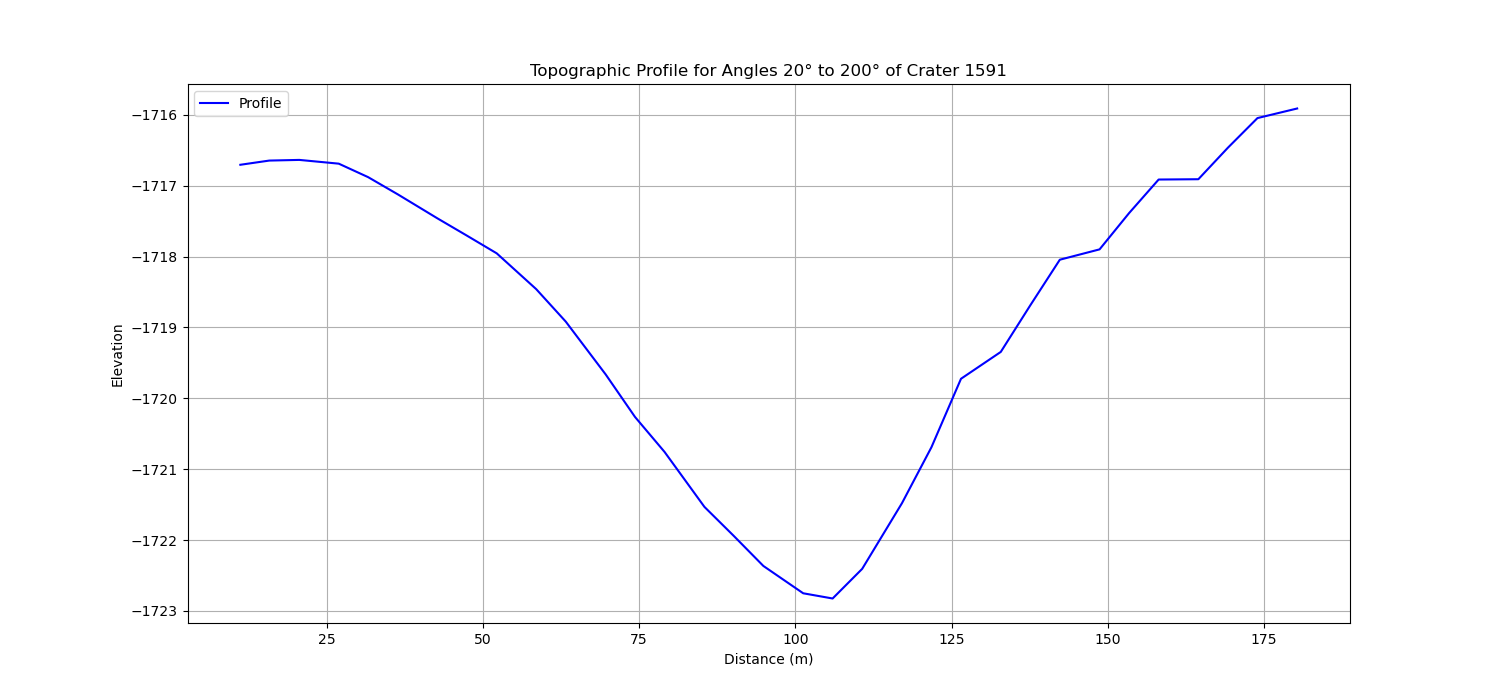 Topographic Profile for Angles 20° to 200° of Crater 1591
Profile
−1716
−1717
−1718
−1719
−1720
−1721
−1722
−1723
Elevation
25 50 75 100 125 150 175
Distance (m)